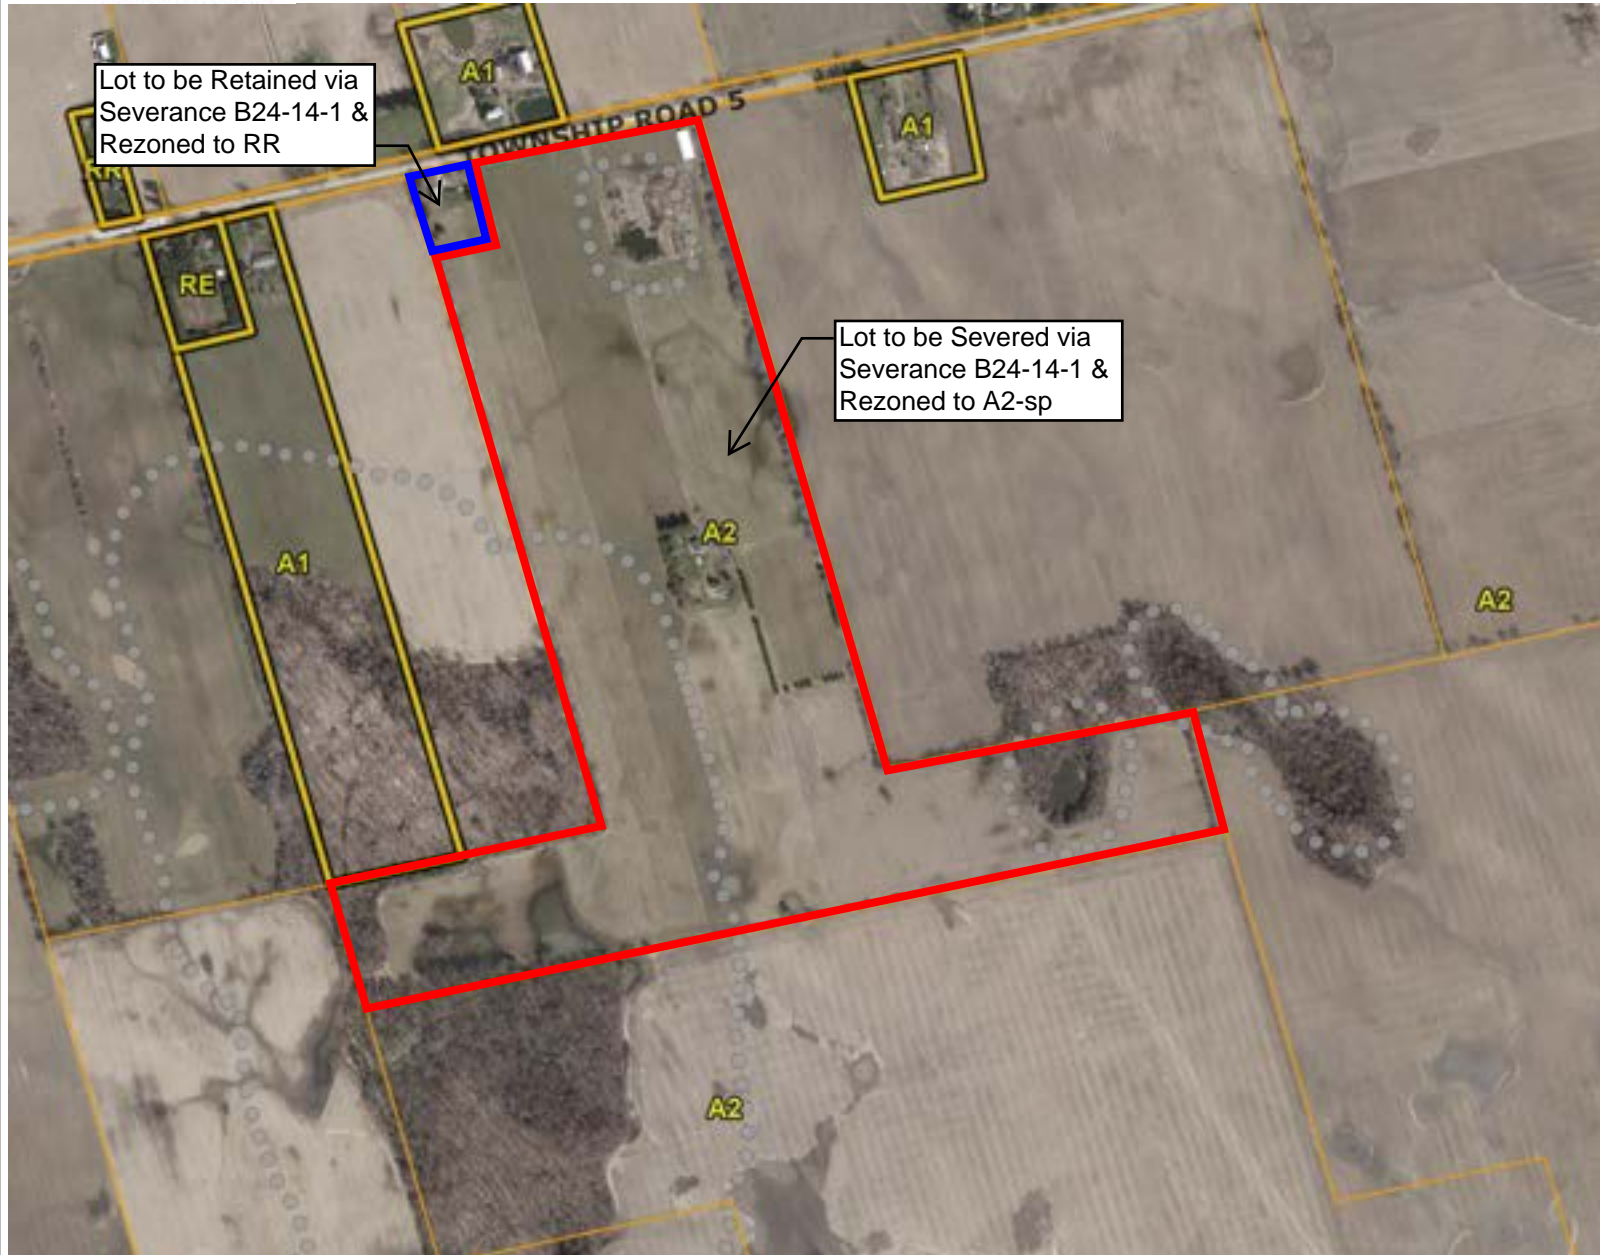 A1
Lot to be Retained via
Severance B24-14-1 &
Rezoned to RR
TOWNSHIP ROAD 5
A1
RR
RE
Lot to be Severed via
Severance B24-14-1 &
Rezoned to A2-sp
A2
A1
A2
A2